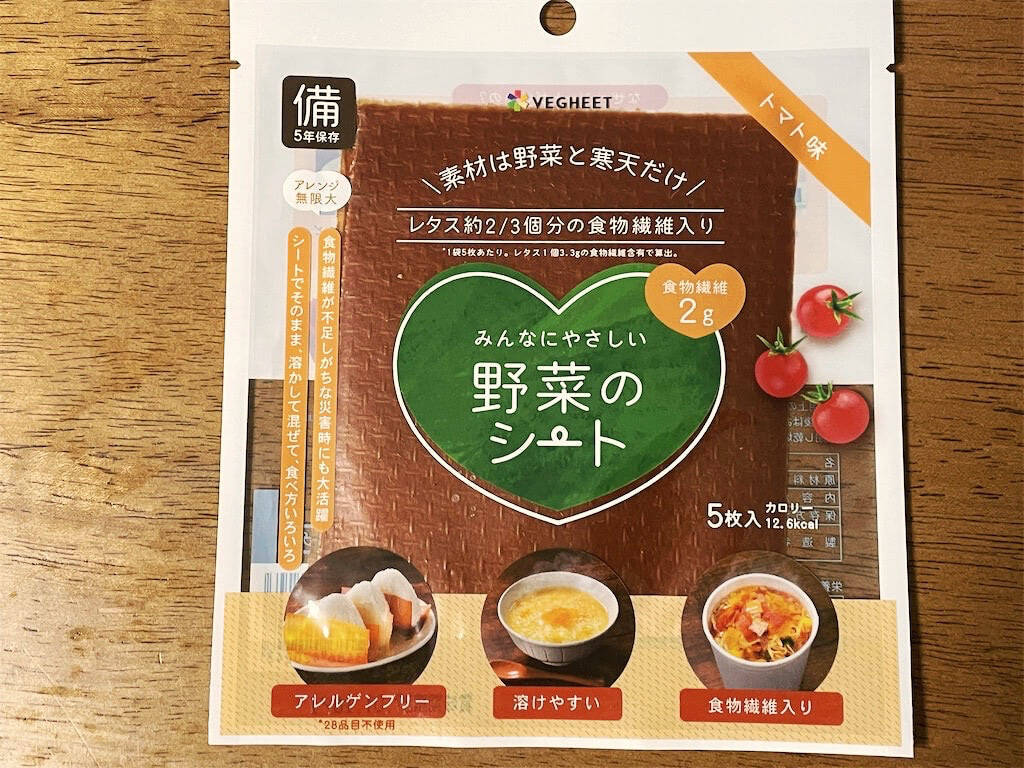 備
5年保存
VEGHEET
トマト味
\素材は野菜と寒天だけ/
レタス約2/3個分の食物繊維入り
*1袋5枚あたり。レタス1個3.3gの食物繊維含有で算出。
アレンジ
無限大
食物繊維が不足しがちな災害時にも大活躍
シートでそのまま、溶かして混ぜて、食べ方いろいろ
食物繊維
2g
みんなにやさしい
野菜の
シート
5枚入
カロリー
12.6kcal
アレルゲンフリー
*28品目不使用
溶けやすい
食物繊維入り